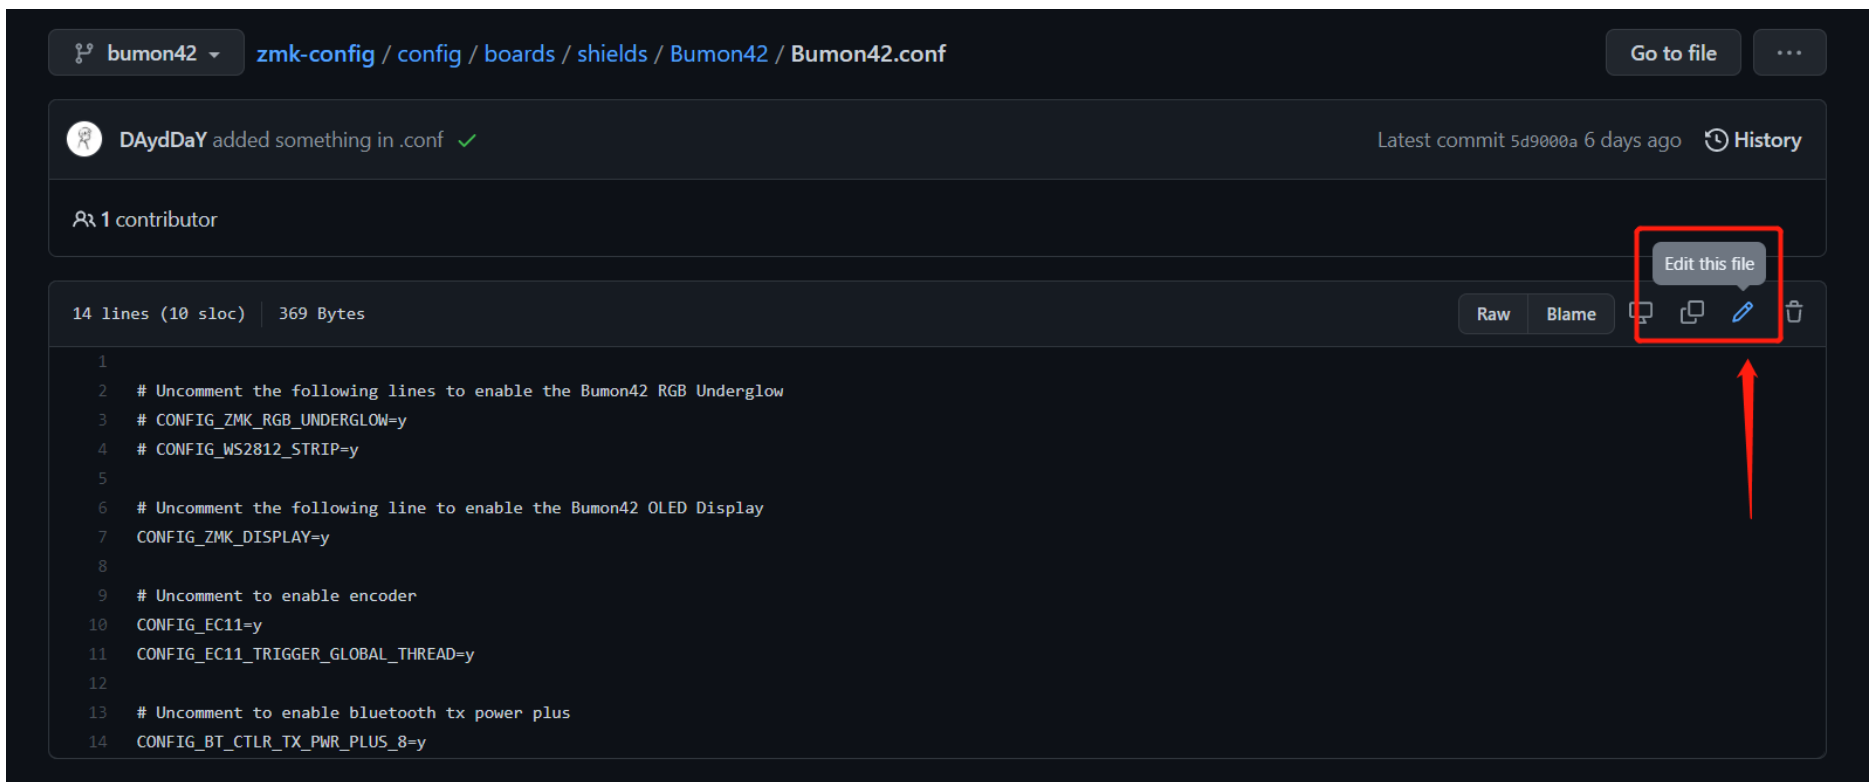 bumon42 zmk-config / config / boards / shields / Bumon42 / Bumon42.conf Go to file ...
DAydDaY added something in .conf Latest commit 5d9000a 6 days ago History
1 contributor
Edit this file
14 lines (10 sloc) 369 Bytes Raw Blame
1
2 # Uncomment the following lines to enable the Bumon42 RGB Underglow
3 # CONFIG_ZMK_RGB_UNDERGLOW=y
4 # CONFIG_WS2812_STRIP=y
5
6 # Uncomment the following line to enable the Bumon42 OLED Display
7 CONFIG_ZMK_DISPLAY=y
8
9 # Uncomment to enable encoder
10 CONFIG_EC11=y
11 CONFIG_EC11_TRIGGER_GLOBAL_THREAD=y
12
13 # Uncomment to enable bluetooth tx power plus
14 CONFIG_BT_CTLR_TX_PWR_PLUS_8=y